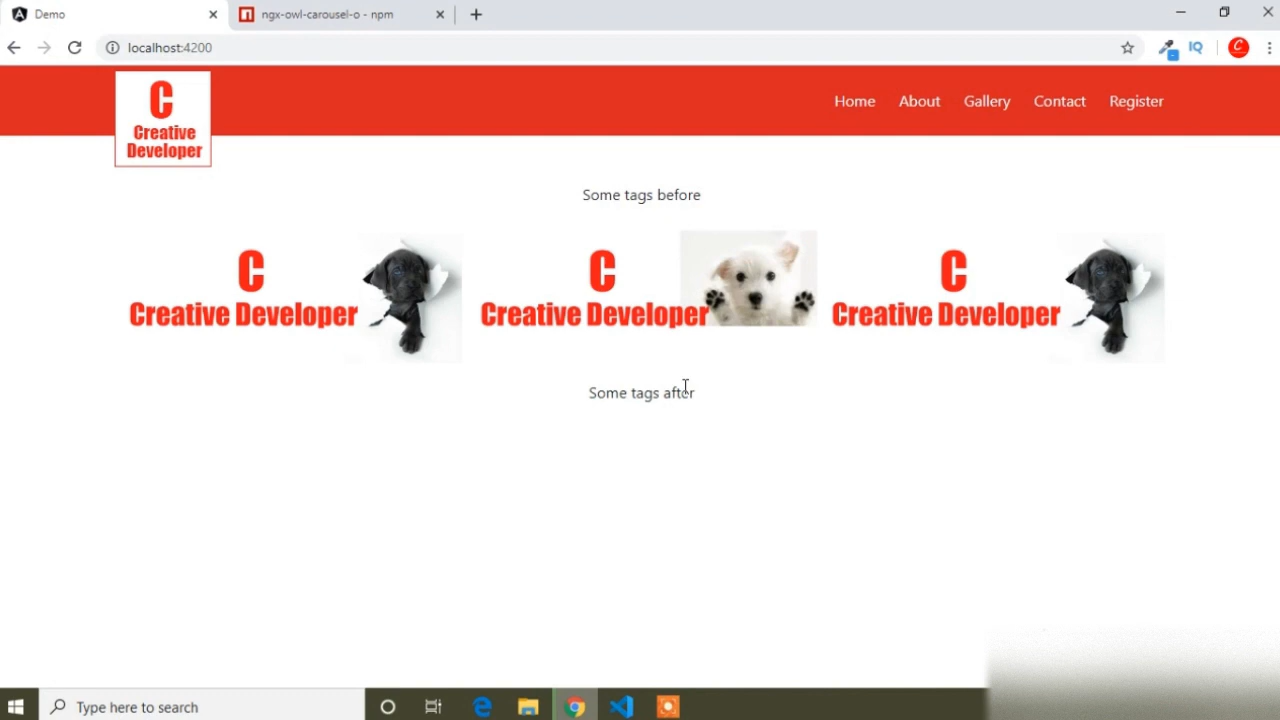 Demo
ngx-owl-carousel-o - npm
localhost:4200
IQ
C
C
Creative
Developer
Home About Gallery Contact Register
Some tags before
C
Creative Developer
C
Creative Developer
C
Creative Developer
Some tags after
Type here to search